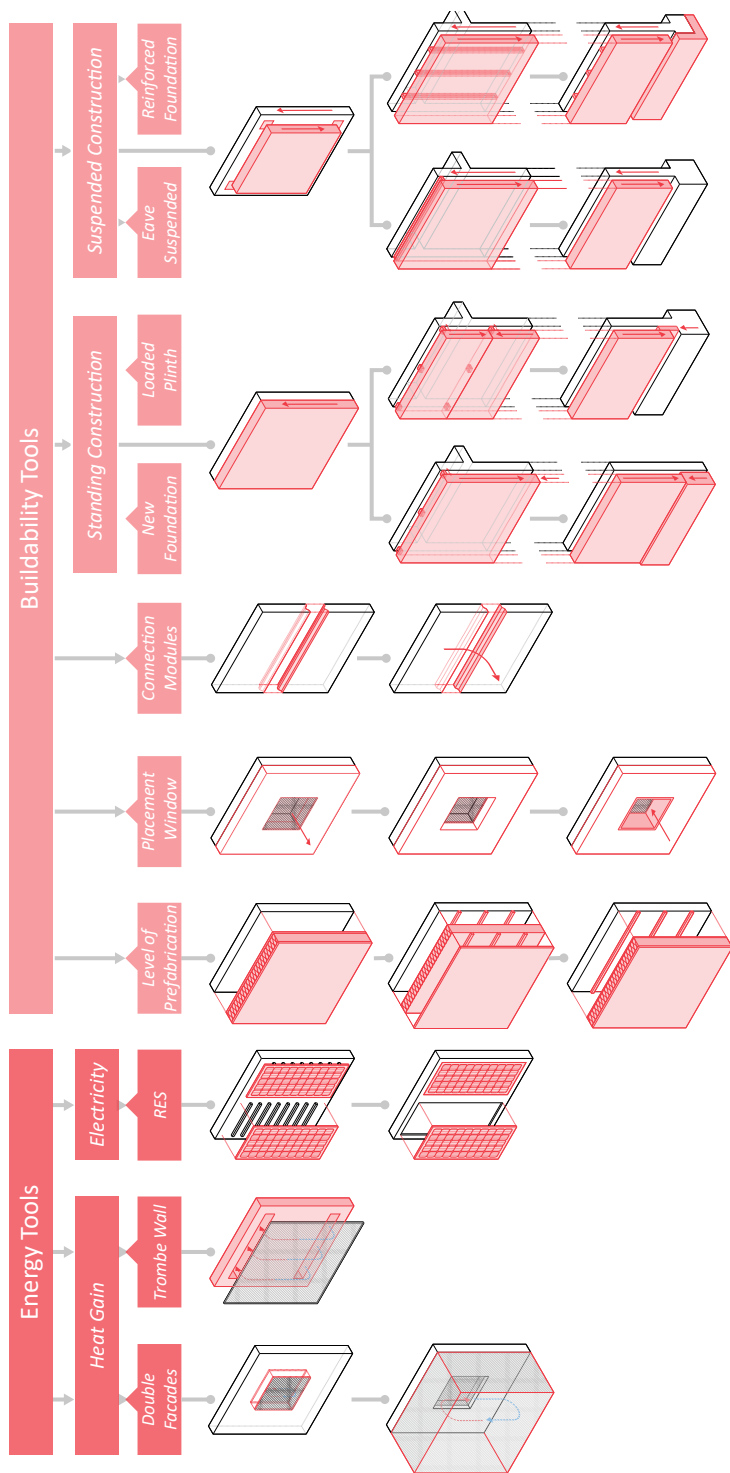 Energy Tools
Buildability Tools
Heat Gain
Electricity
Standing Construction
Suspended Construction
Double
Facades
Trombe Wall
RES
Level of
Prefabrication
Placement
Window
Connection
Modules
New
Foundation
Loaded
Plinth
Eave
Suspended
Reinforced
Foundation